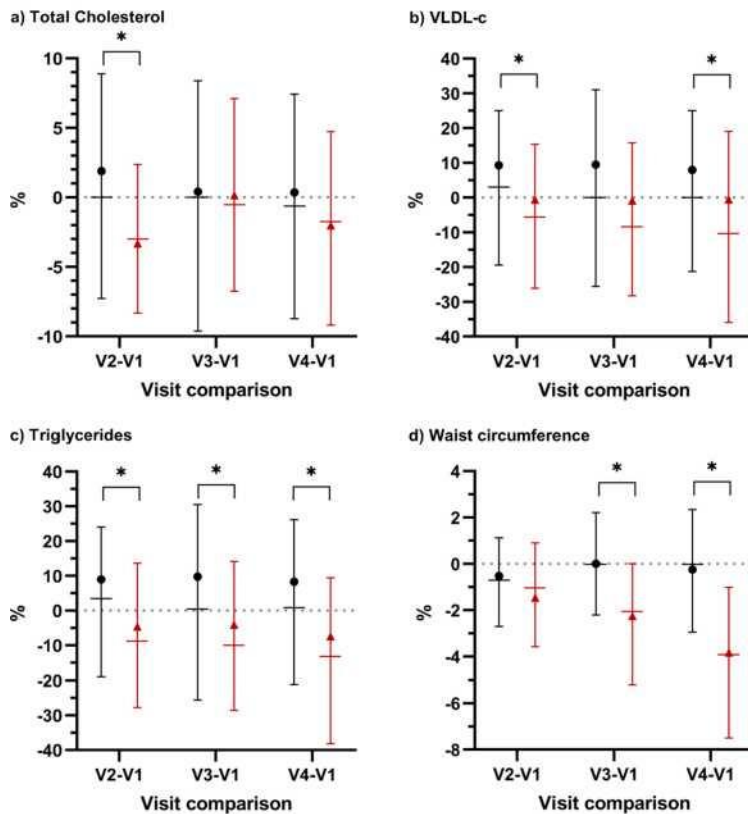 a) Total Cholesterol
*
10
5
0
-5
-10
%
V2-V1 V3-V1 V4-V1
Visit comparison
b) VLDL-c
* *
40
30
20
10
0
-10
-20
-30
-40
%
V2-V1 V3-V1 V4-V1
Visit comparison
c) Triglycerides
* * *
40
30
20
10
0
-10
-20
-30
-40
%
V2-V1 V3-V1 V4-V1
Visit comparison
d) Waist circumference
* *
4
2
0
-2
-4
-6
-8
%
V2-V1 V3-V1 V4-V1
Visit comparison